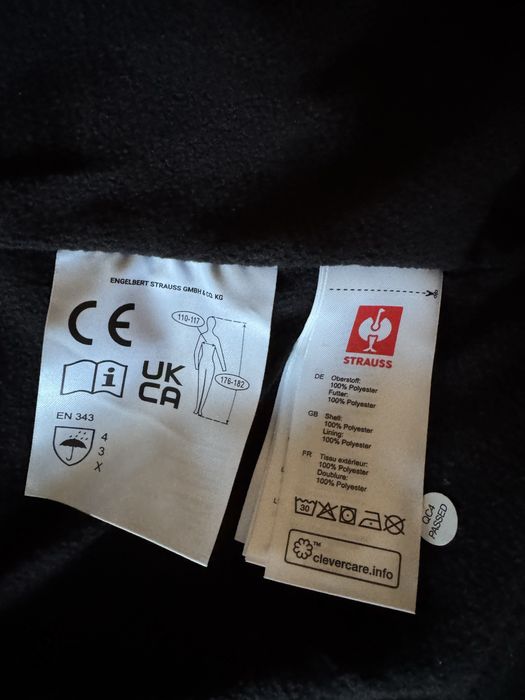 ENGELBERT STRAUSS GMBH & CO. KG
CE
110-117
i
UK
CA
176-182
EN 343
4
3
X
STRAUSS
DE Oberstoff:
100% Polyester
Futter:
100% Polyester
GB Shell:
100% Polyester
Lining:
100% Polyester
FR Tissu extérieur:
100% Polyester
Doublure:
100% Polyester
30
™
clevercare.info
QC4
PASSED